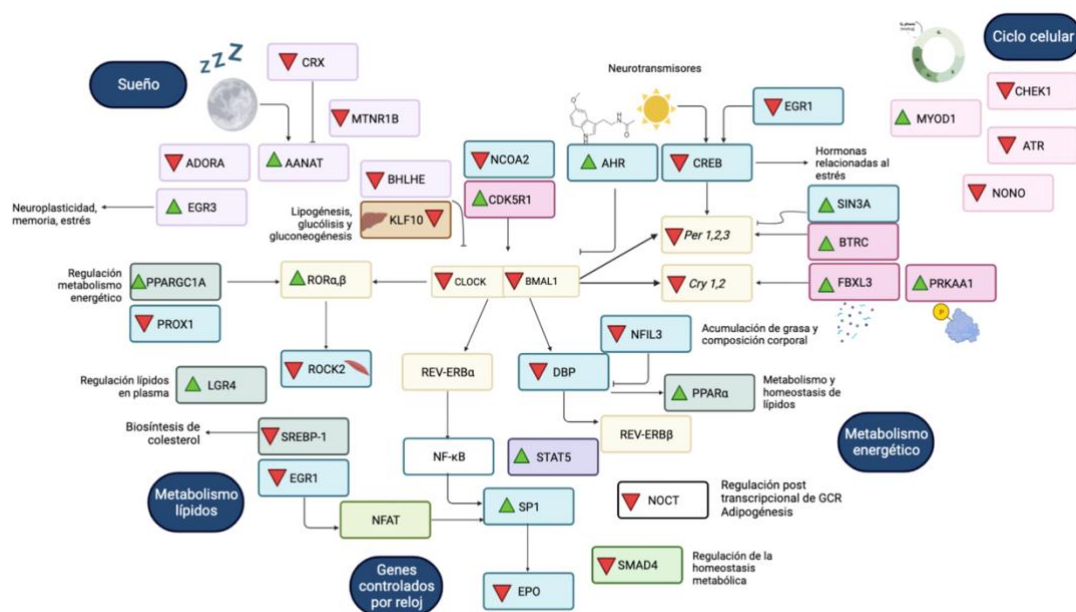 Sueño
zzZ
CRX
MTNR1B
ADORA
AANAT
EGR3
Neuroplasticidad,
memoria, estrés
BHLHE
Lipogénesis,
glucólisis y
gluconeogénesis
KLF10
NCOA2
CDK5R1
Neurotransmisores
AHR
CREB
EGR1
Hormonas
relacionadas al
estrés
Ciclo celular
MYOD1
CHEK1
ATR
NONO
SIN3A
BTRC
FBXL3
PRKAA1
P
Per 1,2,3
Cry 1,2
Regulación
metabolismo
energético
PPARGC1A
PROX1
RORα,β
CLOCK
BMAL1
ROCK2
Regulación lípidos
en plasma
LGR4
REV-ERBα
NFIL3
DBP
Acumulación de grasa y
composición corporal
PPARα
Metabolismo y
homeostasis de
lípidos
REV-ERBβ
Metabolismo
energético
Biosíntesis de
colesterol
SREBP-1
EGR1
Metabolismo
lípidos
NF-κB
STAT5
NFAT
SP1
NOCT
Regulación post
transcripcional de GCR
Adipogénesis
SMAD4
Regulación de la
homeostasis
metabólica
Genes
controlados
por reloj
EPO